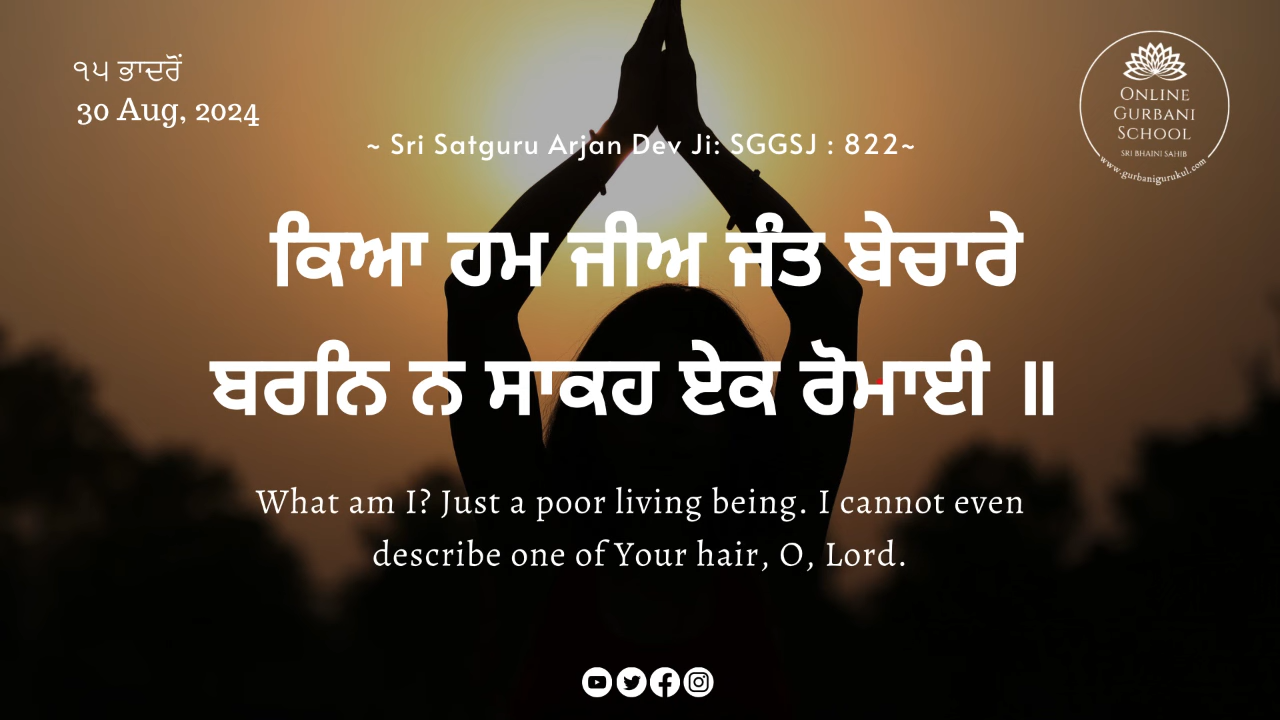 ੧੫ ਭਾਦਰੋਂ
30 Aug, 2024
ONLINE
GURBANI
SCHOOL
SRI BHAINI SAHIB
www.gurbanigurukul.com
~ Sri Satguru Arjan Dev Ji: SGGSJ : 822~
ਕਿਆ ਹਮ ਜੀਅ ਜੰਤ ਬੇਚਾਰੇ
ਬਰਨਿ ਨ ਸਾਕਹ ਏਕ ਰੋਮਾਈ ॥
What am I? Just a poor living being. I cannot even
describe one of Your hair, O, Lord.